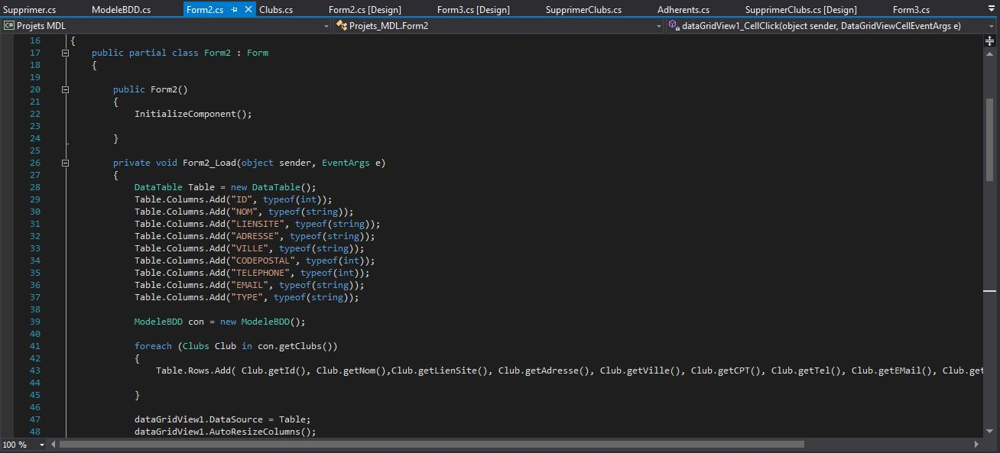 Supprimer.cs ModeleBDD.cs Form2.cs Clubs.cs Form2.cs [Design] Form3.cs [Design] SupprimerClubs.cs Adherents.cs SupprimerClubs.cs [Design] Form3.cs
C# Projets MDL Projets_MDL.Form2 dataGridView1_CellClick(object sender, DataGridViewCellEventArgs e)
16 {
17 public partial class Form2 : Form
18 {
19
20 public Form2()
21 {
22 InitializeComponent();
23
24 }
25
26 private void Form2_Load(object sender, EventArgs e)
27 {
28 DataTable Table = new DataTable();
29 Table.Columns.Add("ID", typeof(int));
30 Table.Columns.Add("NOM", typeof(string));
31 Table.Columns.Add("LIENSITE", typeof(string));
32 Table.Columns.Add("ADRESSE", typeof(string));
33 Table.Columns.Add("VILLE", typeof(string));
34 Table.Columns.Add("CODEPOSTAL", typeof(int));
35 Table.Columns.Add("TELEPHONE", typeof(int));
36 Table.Columns.Add("EMAIL", typeof(string));
37 Table.Columns.Add("TYPE", typeof(string));
38
39 ModeleBDD con = new ModeleBDD();
40
41 foreach (Clubs Club in con.getClubs())
42 {
43 Table.Rows.Add( Club.getId(), Club.getNom(),Club.getLienSite(), Club.getAdresse(), Club.getVille(), Club.getCPT(), Club.getTel(), Club.getEMail(), Club.get
44
45 }
46
47 dataGridView1.DataSource = Table;
48 dataGridView1.AutoResizeColumns();
100 %